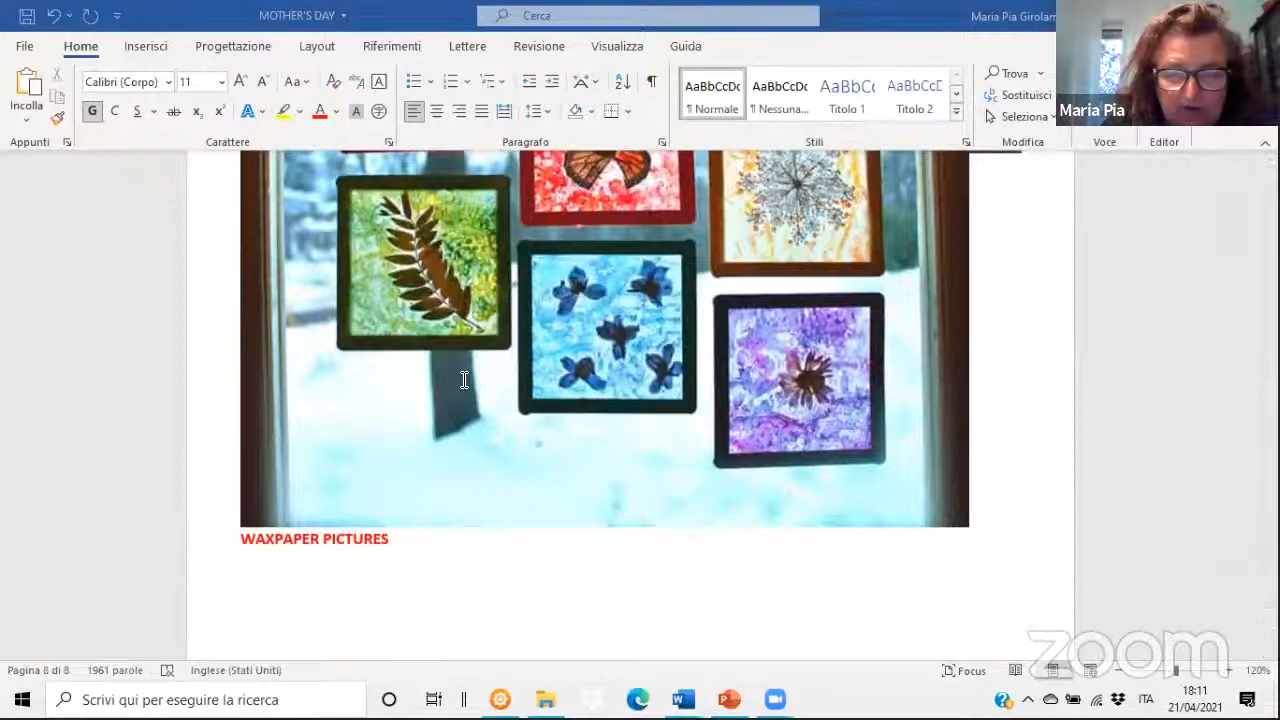 MOTHER'S DAY
Cerca
Maria Pia Girolam
File Home Inserisci Progettazione Layout Riferimenti Lettere Revisione Visualizza Guida
Incolla
Calibri (Corpo) 11
AaBbCcDc AaBbCcDc AaBbCc AaBbCcC
¶ Normale ¶ Nessuna... Titolo 1 Titolo 2
Trova
Sostituisci
Seleziona
Maria Pia
Appunti Carattere Paragrafo Stili Modifica Voce Editor
WAXPAPER PICTURES
zoom
Pagina 8 di 8 1961 parole Inglese (Stati Uniti) Focus 120%
Scrivi qui per eseguire la ricerca
ITA
18:11
21/04/2021